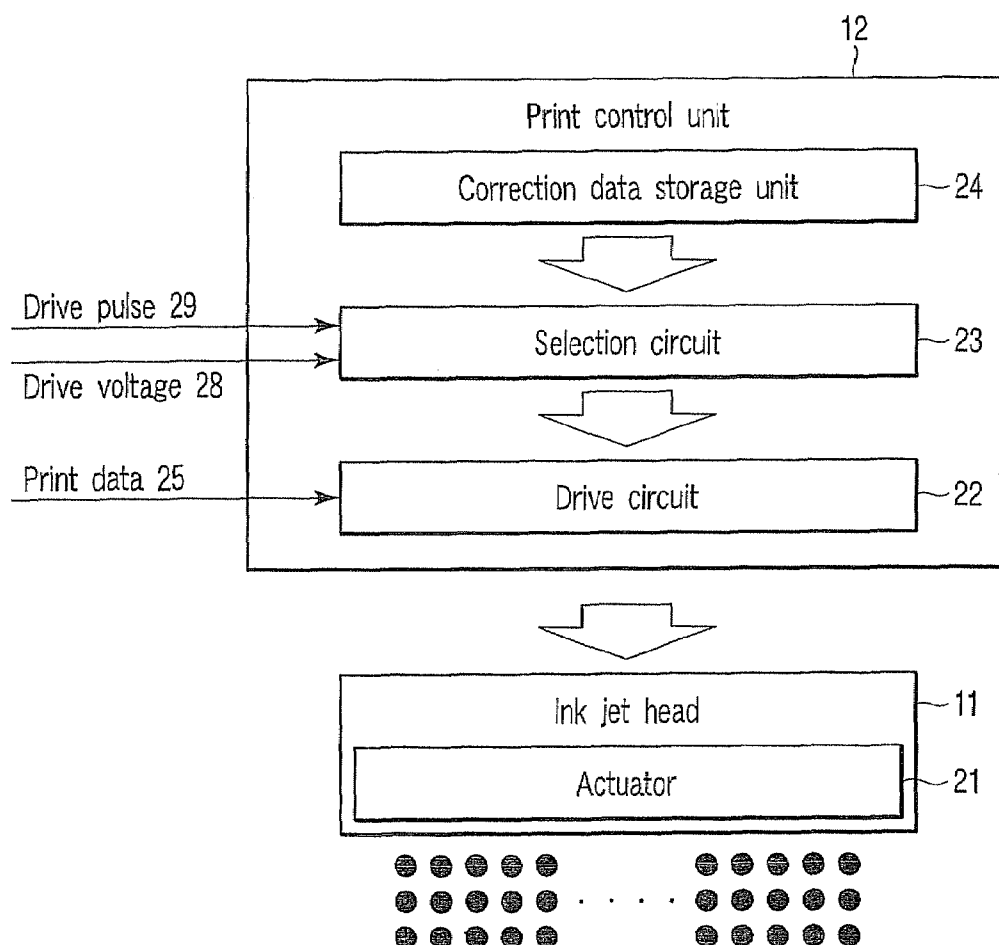 12
Print control unit
Correction data storage unit
24
Drive pulse 29
Selection circuit
23
Drive voltage 28
Print data 25
Drive circuit
22
Ink jet head
11
Actuator
21